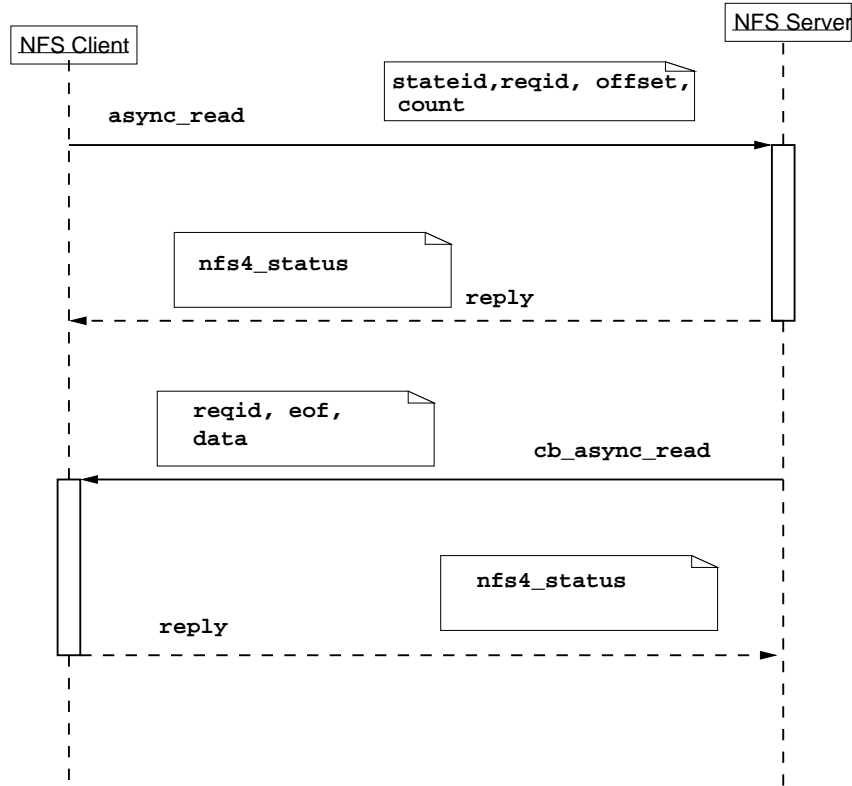 NFS Client
NFS Server
stateid,reqid, offset,
count
async_read
nfs4_status
reply
reqid, eof,
data
cb_async_read
nfs4_status
reply